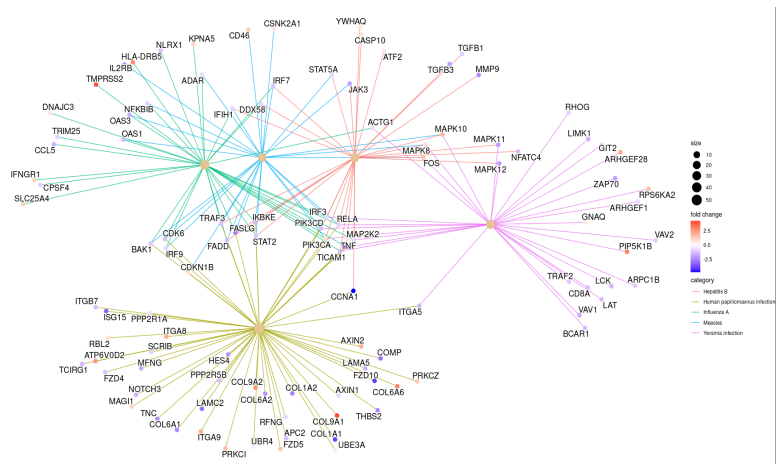 YWHAQ
CSNK2A1
CD46
KPNA5
CASP10
NLRX1
ATF2
TGFB1
HLA-DRB5
IL2RB
TGFB3
MMP9
TMPRSS2
ADAR
IRF7
STAT5A
JAK3
DNAJC3
NFKBIB
OAS3
IFIH1
DDX58
ACTG1
RHOG
TRIM25
OAS1
MAPK10
MAPK11
LIMK1
CCL5
MAPK8
NFATC4
GIT2
FOS
ARHGEF28
IFNGR1
MAPK12
CPSF4
ZAP70
SLC25A4
RPS6KA2
ARHGEF1
TRAF3
IKBKE
IRF3
RELA
GNAQ
FASLG
PIK3CD
CDK6
MAP2K2
VAV2
BAK1
FADD
STAT2
PIK3CA
TNF
PIP5K1B
IRF9
TICAM1
CDKN1B
TRAF2
LCK
ARPC1B
CD8A
CCNA1
LAT
ITGB7
ITGA5
VAV1
ISG15
PPP2R1A
BCAR1
RBL2
ITGA8
AXIN2
SCRIB
COMP
ATP6V0D2
HES4
TCIRG1
MFNG
LAMA5
FZD4
PPP2R5B
COL9A2
FZD10
PRKCZ
NOTCH3
COL1A2
AXIN1
COL6A6
MAGI1
LAMC2
COL6A2
TNC
THBS2
COL6A1
RFNG
COL9A1
ITGA9
APC2
COL1A1
UBR4
FZD5
UBE3A
PRKCI
size
10
20
30
40
50
fold change
2.5
0.0
-2.5
category
Hepatitis B
Human papillomavirus infection
Influenza A
Measles
Yersinia infection